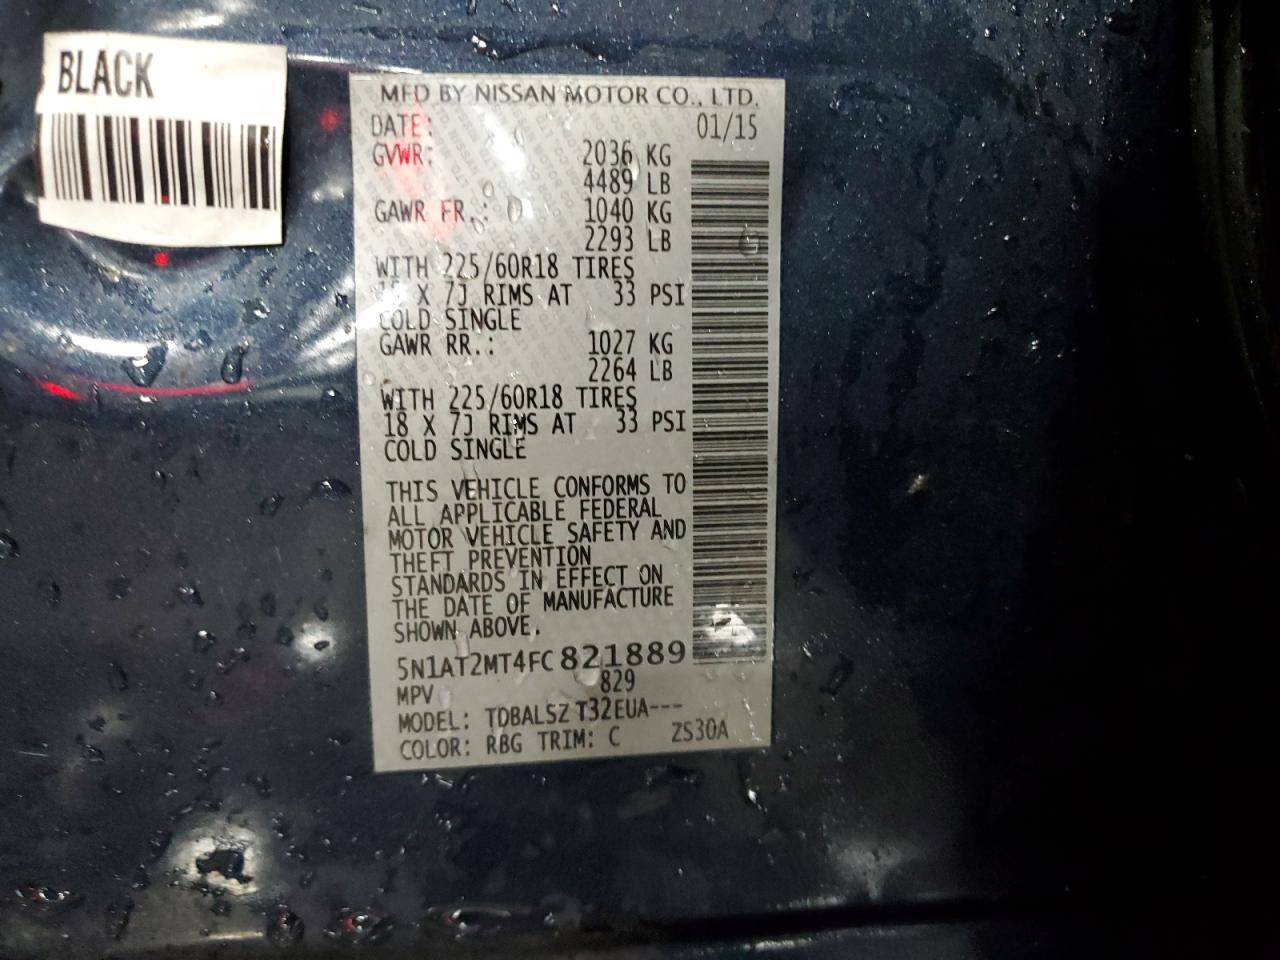 BLACK
MFD BY NISSAN MOTOR CO., LTD.
DATE: 01/15
GVWR: 2036 KG
4489 LB
GAWR FR.: 1040 KG
2293 LB
WITH 225/60R18 TIRES
18 X 7J RIMS AT 33 PSI
COLD SINGLE
GAWR RR.: 1027 KG
2264 LB
WITH 225/60R18 TIRES
18 X 7J RIMS AT 33 PSI
COLD SINGLE
THIS VEHICLE CONFORMS TO
ALL APPLICABLE FEDERAL
MOTOR VEHICLE SAFETY AND
THEFT PREVENTION
STANDARDS IN EFFECT ON
THE DATE OF MANUFACTURE
SHOWN ABOVE.
5N1AT2MT4FC821889
MPV 829
MODEL: TDBALSZ T32EUA---
COLOR: RBG TRIM: C ZS30A